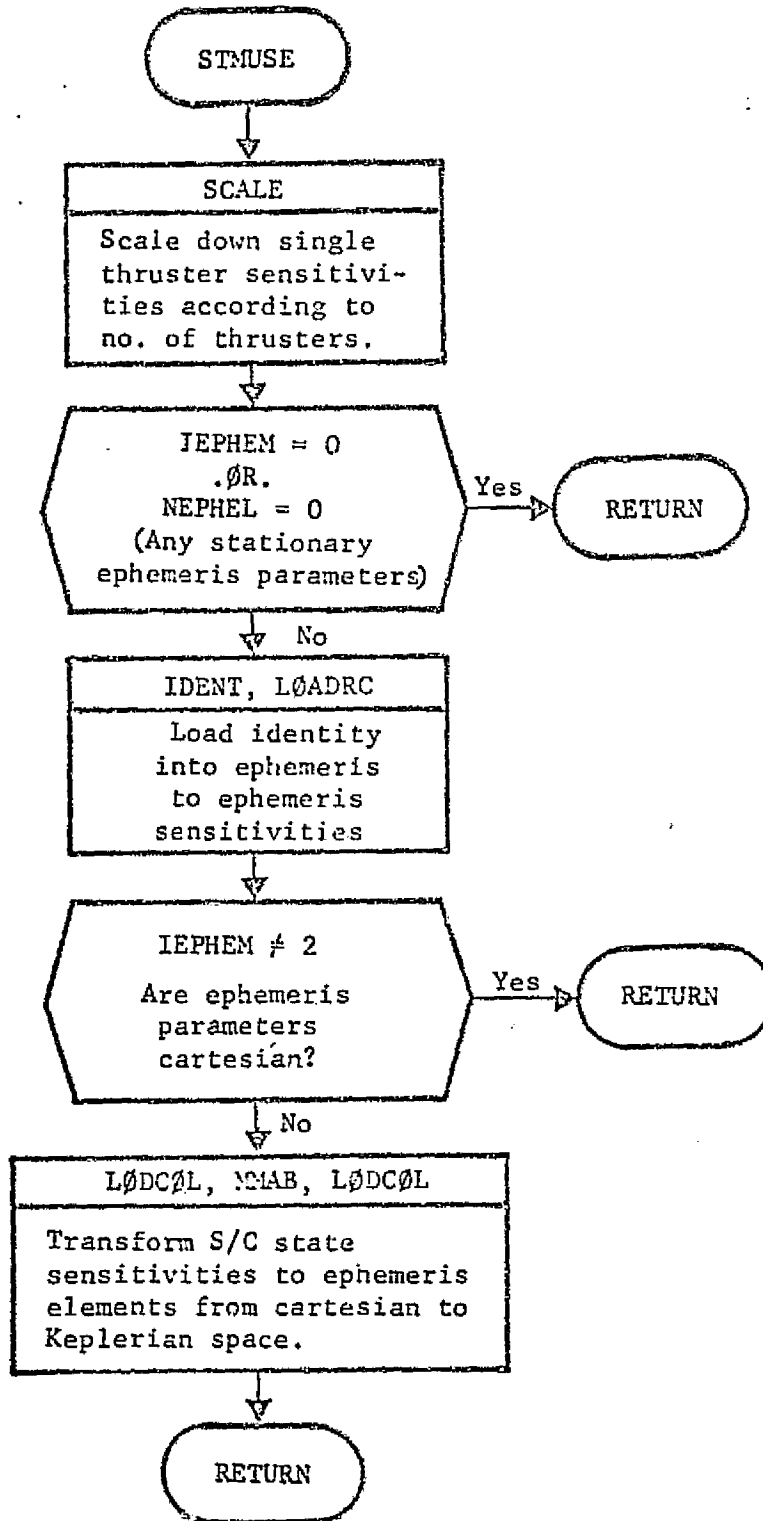 STMUSE
SCALE
Scale down single
thruster sensitivi-
ties according to
no. of thrusters.
IEPHEM = 0
.ØR.
NEPHEL = 0
(Any stationary
ephemeris parameters)
Yes
RETURN
No
IDENT, LØADRC
Load identity
into ephemeris
to ephemeris
sensitivities
IEPHEM ≠ 2
Are ephemeris
parameters
cartesian?
Yes
RETURN
No
LØDCØL, MMAB, LØDCØL
Transform S/C state
sensitivities to ephemeris
elements from cartesian to
Keplerian space.
RETURN